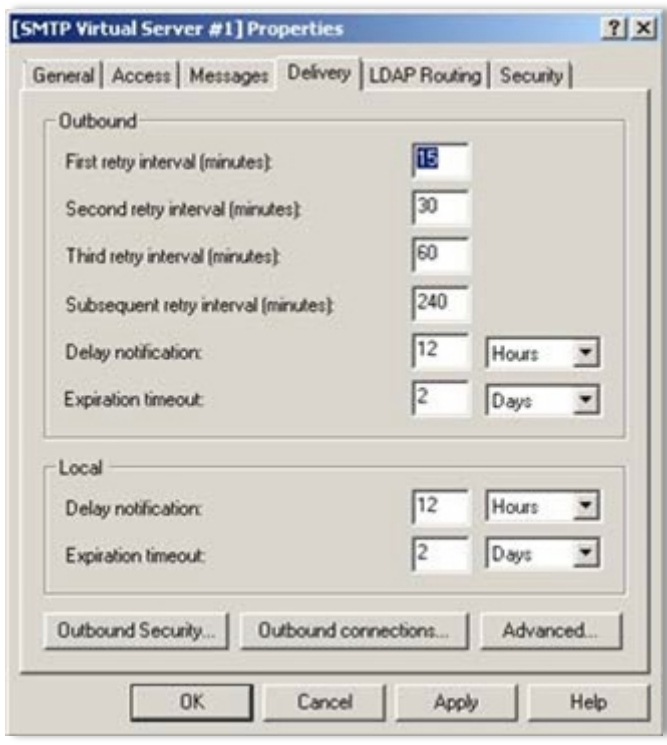 [SMTP Virtual Server #1] Properties
General Access Messages Delivery LDAP Routing Security
Outbound
First retry interval (minutes): 15
Second retry interval (minutes): 30
Third retry interval (minutes): 60
Subsequent retry interval (minutes): 240
Delay notification: 12 Hours
Expiration timeout: 2 Days
Local
Delay notification: 12 Hours
Expiration timeout: 2 Days
Outbound Security... Outbound connections... Advanced...
OK Cancel Apply Help